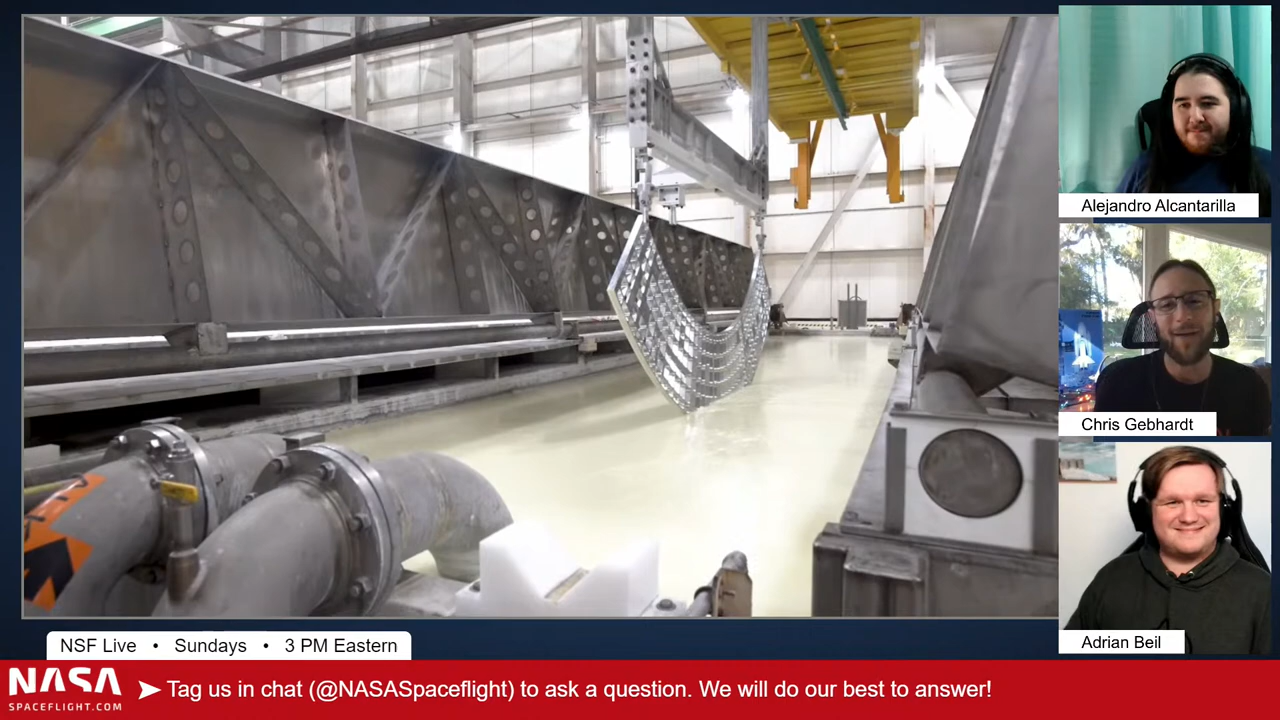 Alejandro Alcantarilla
Chris Gebhardt
Adrian Beil
NSF Live • Sundays • 3 PM Eastern
NASA
SPACEFLIGHT.COM
Tag us in chat (@NASASpaceflight) to ask a question. We will do our best to answer!